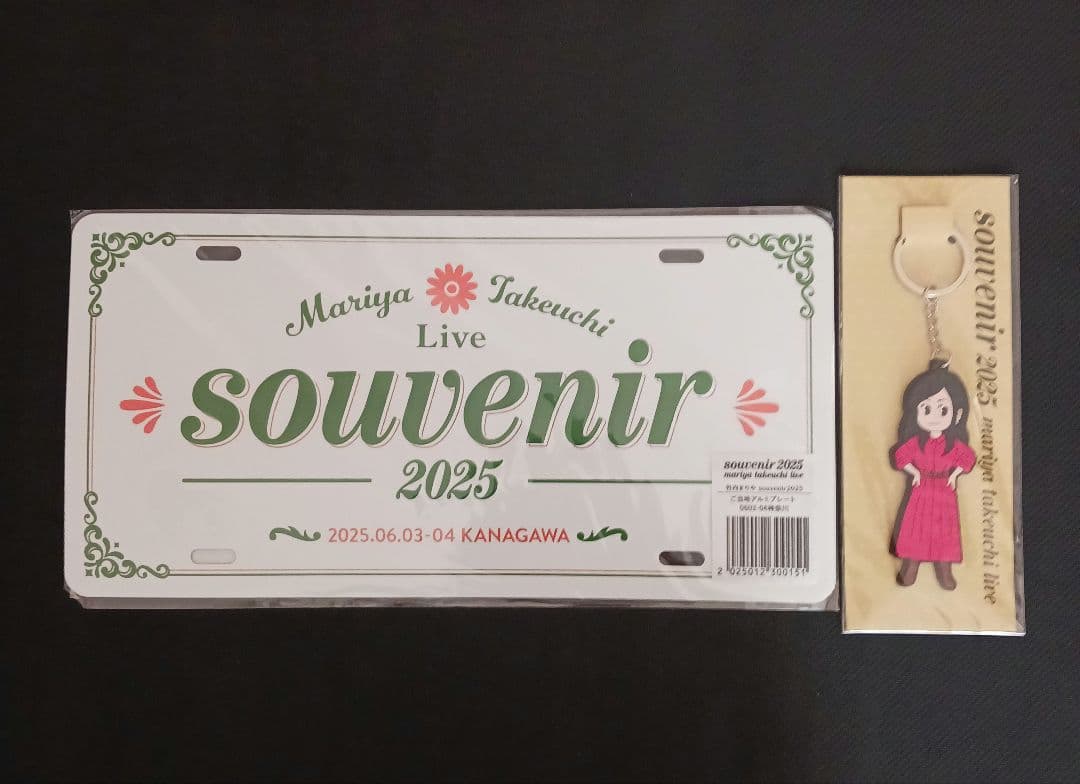 Mariya Takeuchi
Live
souvenir
2025
2025.06.03-04 KANAGAWA
souvenir 2025
mariya takeuchi live
竹内まりや souvenir2025
ご当地アルミプレート
0603-04神奈川
2 025012 300151
souvenir 2025 mariya takeuchi live